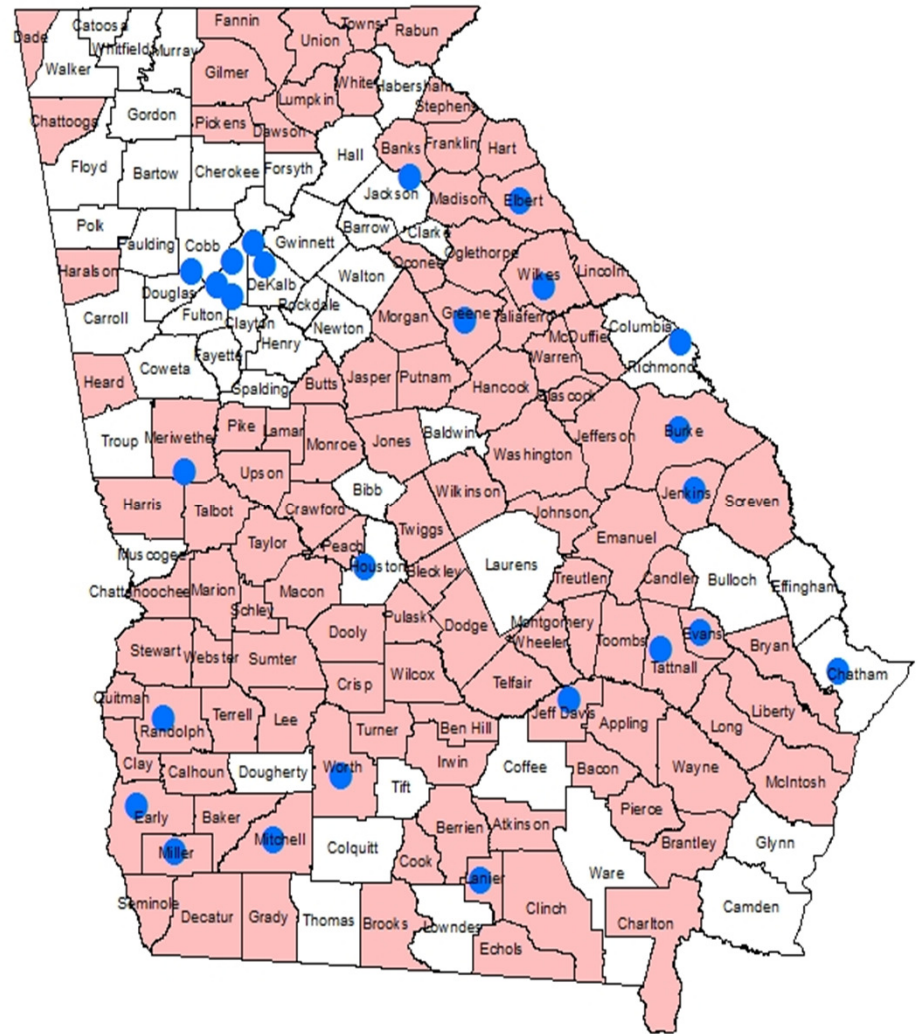 Fannin
Towns
Rabun
Catoosa
Union
Dade
Whitfield
Murray
Walker
Gilmer
White
Habersham
Lumpkin
Stephens
Chattooga
Gordon
Pickens
Dawson
Hall
Banks
Franklin
Hart
Floyd
Bartow
Cherokee
Forsyth
Jackson
Madison
Elbert
Polk
Paulding
Cobb
Gwinnett
Barrow
Clarke
Oglethorpe
Oconee
Haralson
Wilkes
Lincoln
DeKalb
Walton
Douglas
Rockdale
Carroll
Fulton
Clayton
Newton
Morgan
Greene
Taliaferro
Columbia
McDuffie
Henry
Warren
Richmond
Fayette
Coweta
Heard
Spalding
Butts
Jasper
Putnam
Hancock
Glascock
Troup
Meriwether
Pike
Lamar
Monroe
Jones
Baldwin
Washington
Jefferson
Burke
Upson
Bibb
Wilkinson
Jenkins
Screven
Harris
Talbot
Crawford
Twiggs
Johnson
Emanuel
Muscogee
Taylor
Peach
Houston
Bleckley
Laurens
Treutlen
Candler
Bulloch
Effingham
Chattahoochee
Marion
Macon
Schley
Pulaski
Dodge
Montgomery
Wheeler
Toombs
Evans
Tattnall
Bryan
Stewart
Webster
Sumter
Dooly
Wilcox
Crisp
Telfair
Chatham
Quitman
Randolph
Terrell
Lee
Turner
Ben Hill
Jeff Davis
Appling
Long
Liberty
Clay
Calhoun
Dougherty
Worth
Tift
Irwin
Coffee
Bacon
Wayne
McIntosh
Early
Baker
Mitchell
Miller
Colquitt
Berrien
Atkinson
Pierce
Brantley
Glynn
Cook
Lanier
Ware
Seminole
Decatur
Grady
Thomas
Brooks
Lowndes
Clinch
Echols
Charlton
Camden